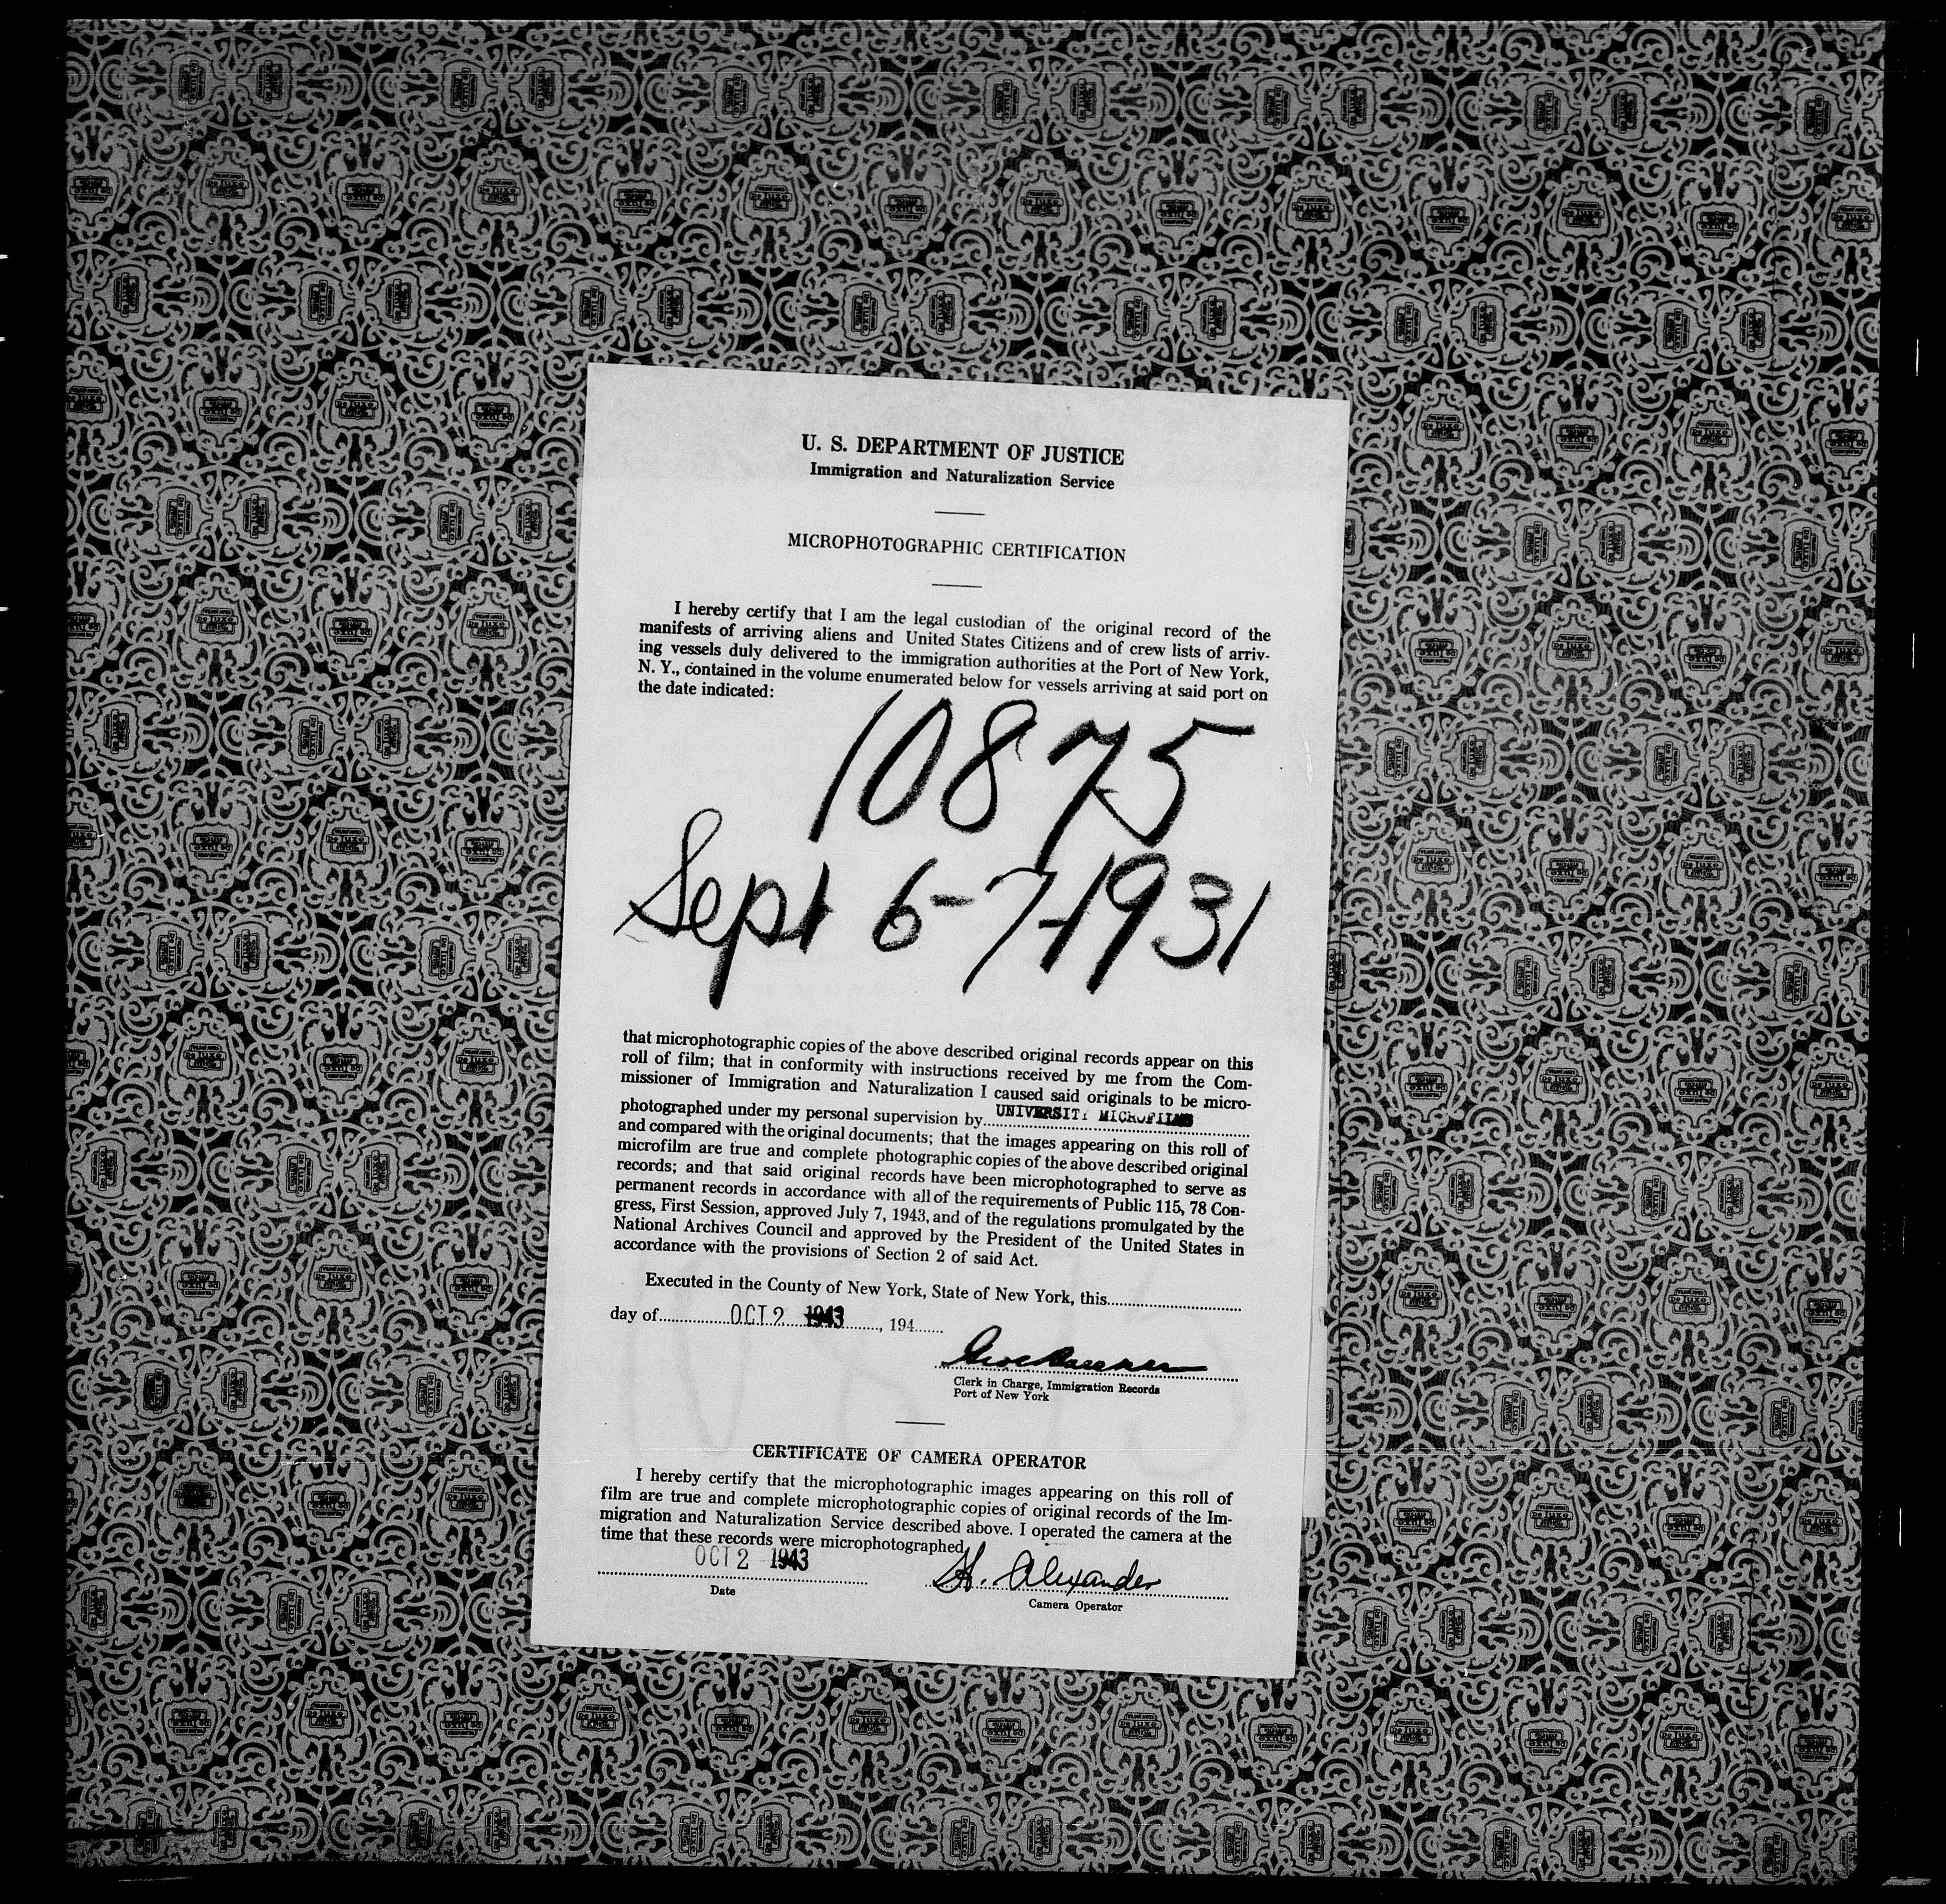 U. S. DEPARTMENT OF JUSTICE
Immigration and Naturalization Service
MICROPHOTOGRAPHIC CERTIFICATION
I hereby certify that I am the legal custodian of the original record of the
manifests of arriving aliens and United States Citizens and of crew lists of arriv-
ing vessels duly delivered to the immigration authorities at the Port of New York,
N. Y., contained in the volume enumerated below for vessels arriving at said port on
the date indicated:
10875
Sept 6-7-1931
that microphotographic copies of the above described original records appear on this
roll of film; that in conformity with instructions received by me from the Com-
missioner of Immigration and Naturalization I caused said originals to be micro-
photographed under my personal supervision by UNIVERSITY MICROFILMS
and compared with the original documents; that the images appearing on this roll of
microfilm are true and complete photographic copies of the above described original
records; and that said original records have been microphotographed to serve as
permanent records in accordance with all of the requirements of Public 115, 78 Con-
gress, First Session, approved July 7, 1943, and of the regulations promulgated by the
National Archives Council and approved by the President of the United States in
accordance with the provisions of Section 2 of said Act.
Executed in the County of New York, State of New York, this
day of OCT 2 1943, 194
Clerk in Charge, Immigration Records
Port of New York
CERTIFICATE OF CAMERA OPERATOR
I hereby certify that the microphotographic images appearing on this roll of
film are true and complete microphotographic copies of original records of the Im-
migration and Naturalization Service described above. I operated the camera at the
time that these records were microphotographed.
OCT 2 1943 H. Alexander
Date
Camera Operator